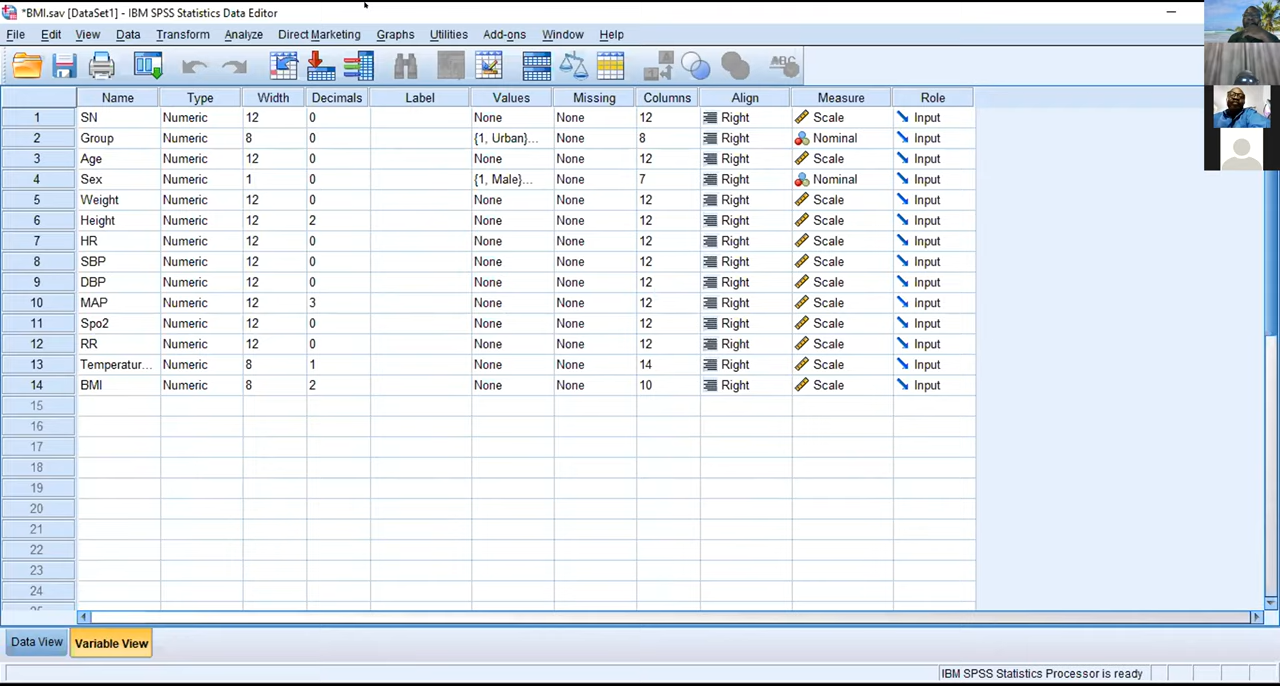 *BMI.sav [DataSet1] - IBM SPSS Statistics Data Editor
File Edit View Data Transform Analyze Direct Marketing Graphs Utilities Add-ons Window Help
Name Type Width Decimals Label Values Missing Columns Align Measure Role
1 SN Numeric 12 0 None None 12 Right Scale Input
2 Group Numeric 8 0 {1, Urban}... None 8 Right Nominal Input
3 Age Numeric 12 0 None None 12 Right Scale Input
4 Sex Numeric 1 0 {1, Male}... None 7 Right Nominal Input
5 Weight Numeric 12 0 None None 12 Right Scale Input
6 Height Numeric 12 2 None None 12 Right Scale Input
7 HR Numeric 12 0 None None 12 Right Scale Input
8 SBP Numeric 12 0 None None 12 Right Scale Input
9 DBP Numeric 12 0 None None 12 Right Scale Input
10 MAP Numeric 12 3 None None 12 Right Scale Input
11 Spo2 Numeric 12 0 None None 12 Right Scale Input
12 RR Numeric 12 0 None None 12 Right Scale Input
13 Temperatur... Numeric 8 1 None None 14 Right Scale Input
14 BMI Numeric 8 2 None None 10 Right Scale Input
15
16
17
18
19
20
21
22
23
24
Data View Variable View
IBM SPSS Statistics Processor is ready